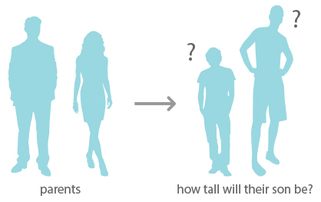 ?
?
parents
how tall will their son be?